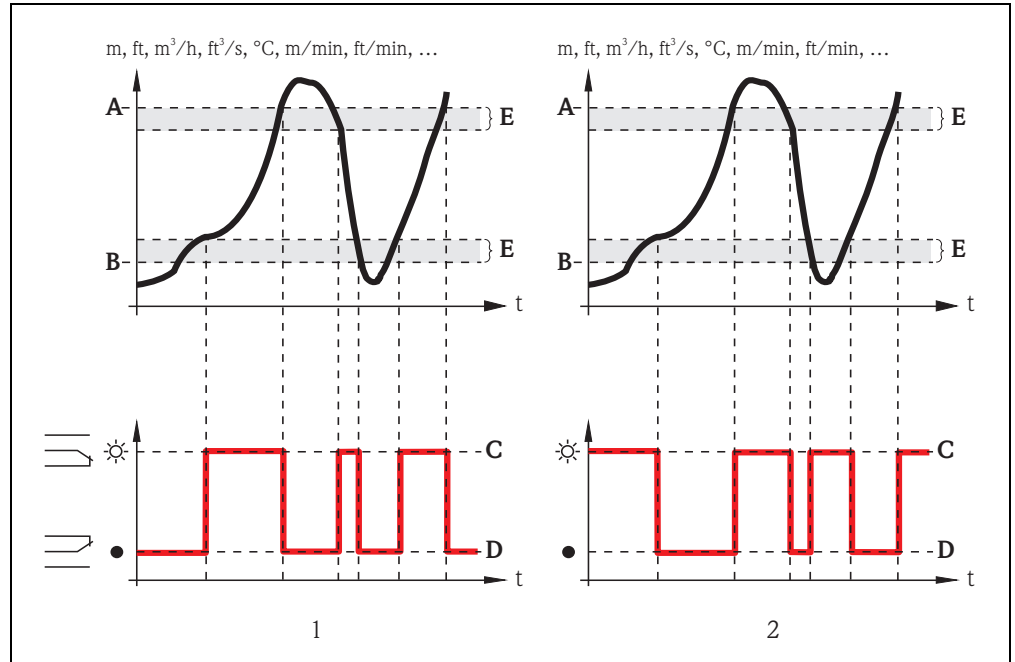 m, ft, m³/h, ft³/s, °C, m/min, ft/min, …
A
E
B
E
t
C
D
t
1
m, ft, m³/h, ft³/s, °C, m/min, ft/min, …
A
E
B
E
t
C
D
t
2